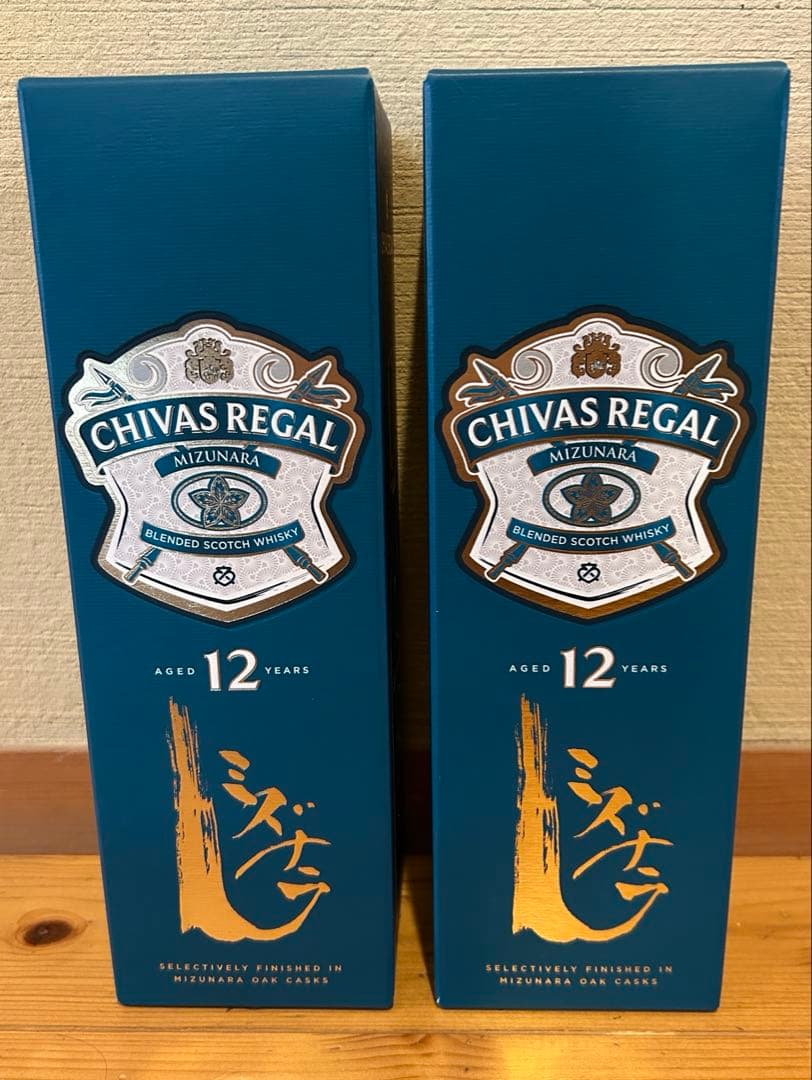 CHIVAS REGAL
MIZUNARA
BLENDED SCOTCH WHISKY
AGED 12 YEARS
ミズナラ
SELECTIVELY FINISHED IN
MIZUNARA OAK CASKS
CHIVAS REGAL
MIZUNARA
BLENDED SCOTCH WHISKY
AGED 12 YEARS
ミズナラ
SELECTIVELY FINISHED IN
MIZUNARA OAK CASKS